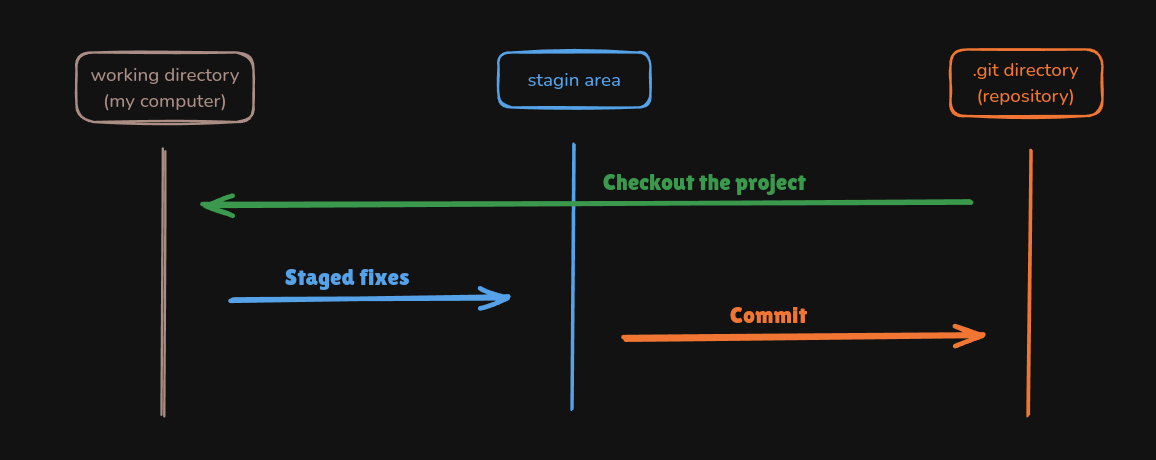 working directory
(my computer)
stagin area
.git directory
(repository)
Checkout the project
Staged fixes
Commit